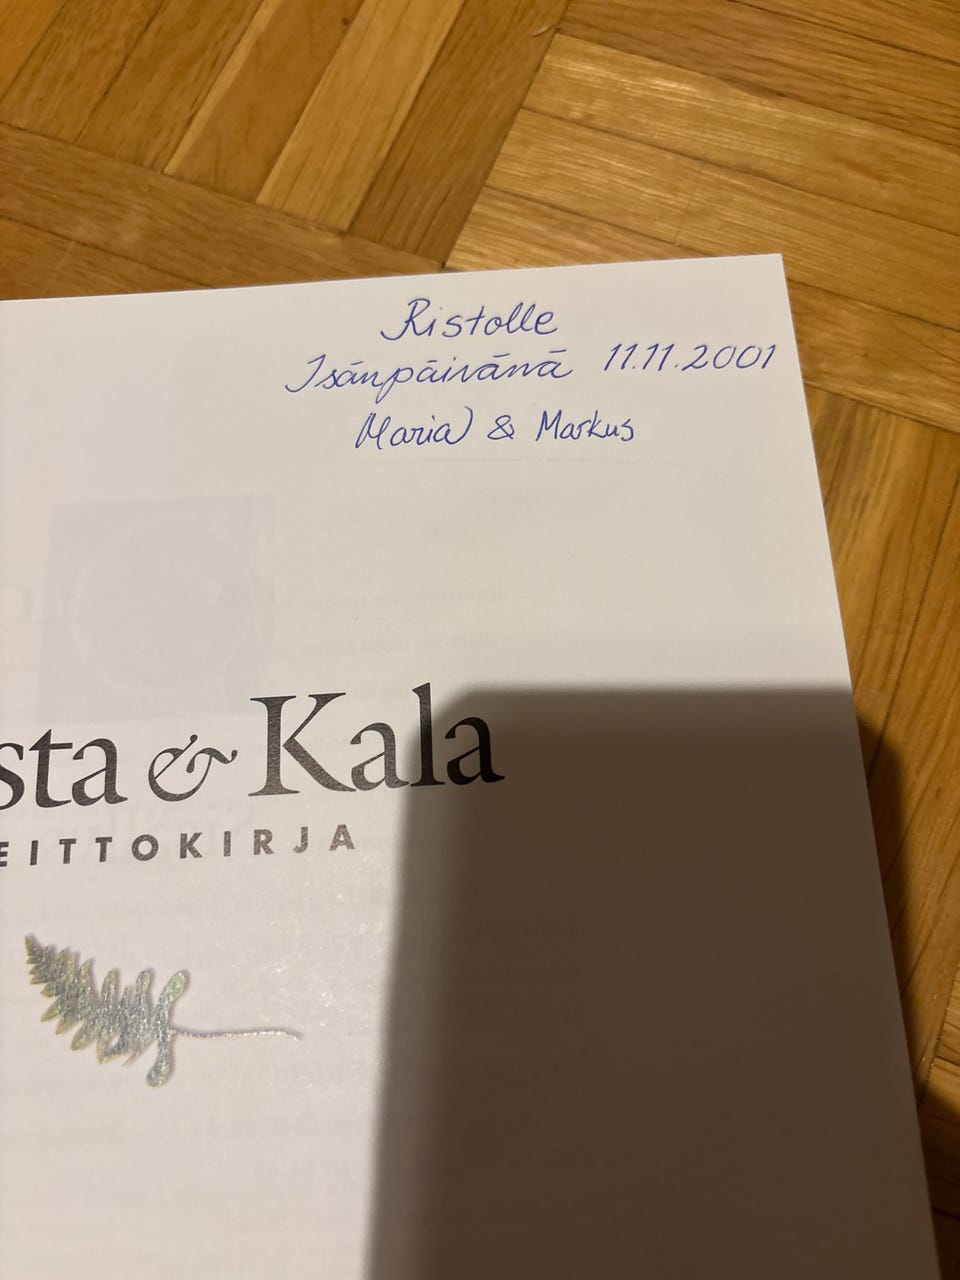 Ristolle
Isänpäivänä 11.11.2001
Maria & Markus
sta & Kala
EITTOKIRJA